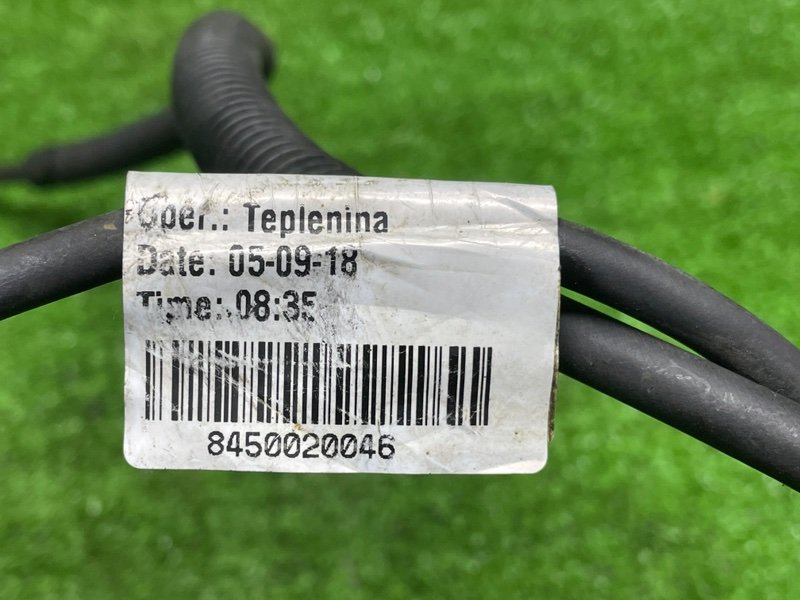 Oper.: Teplenina
Date: 05-09-18
Time: 08:35
8450020046